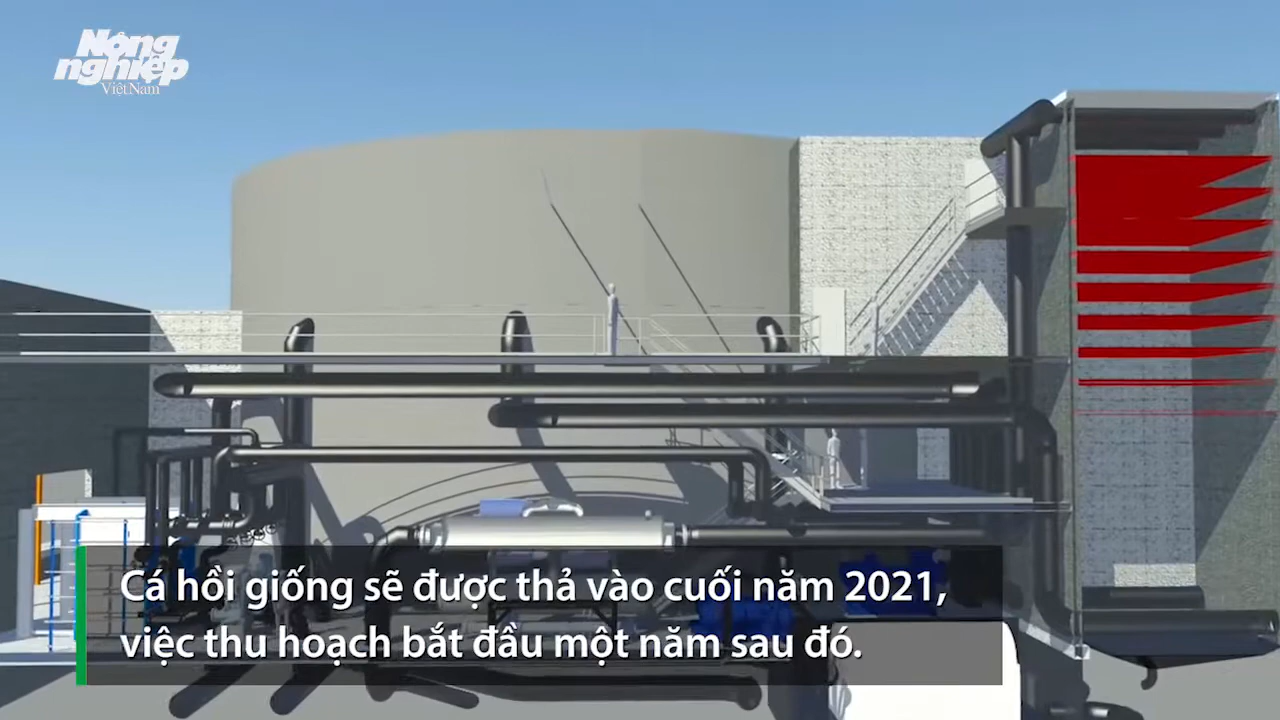 Nông
nghiệp
Việt Nam
Cá hồi giống sẽ được thả vào cuối năm 2021,
việc thu hoạch bắt đầu một năm sau đó.